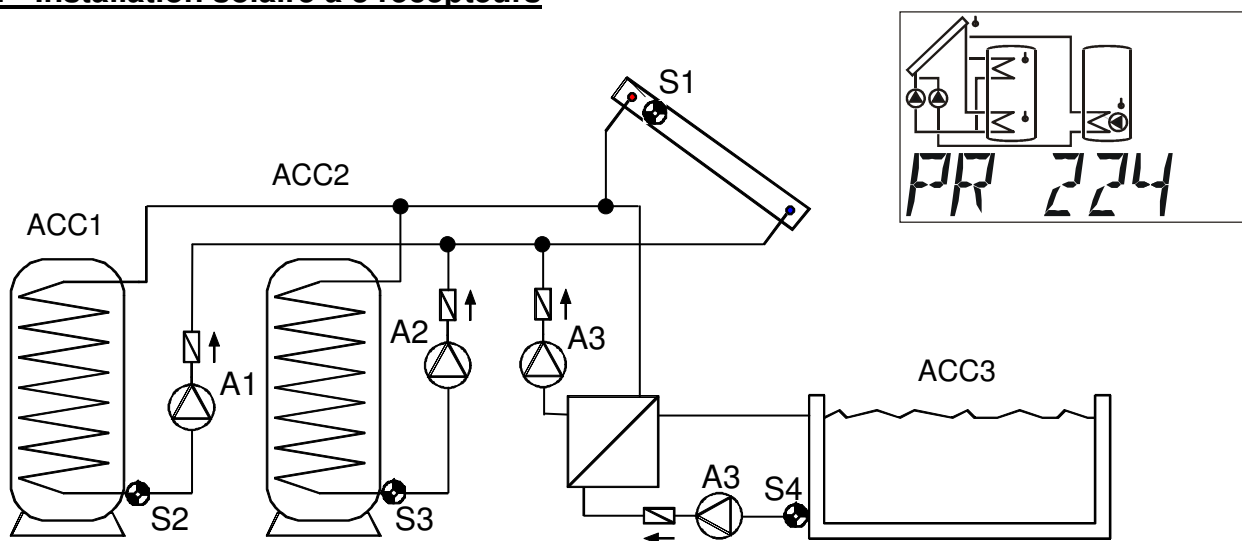 Installation solaire à 3 récepteurs
S1
ACC2
ACC1
PR 224
A2
A3
A1
ACC3
A3
S4
S2
S3